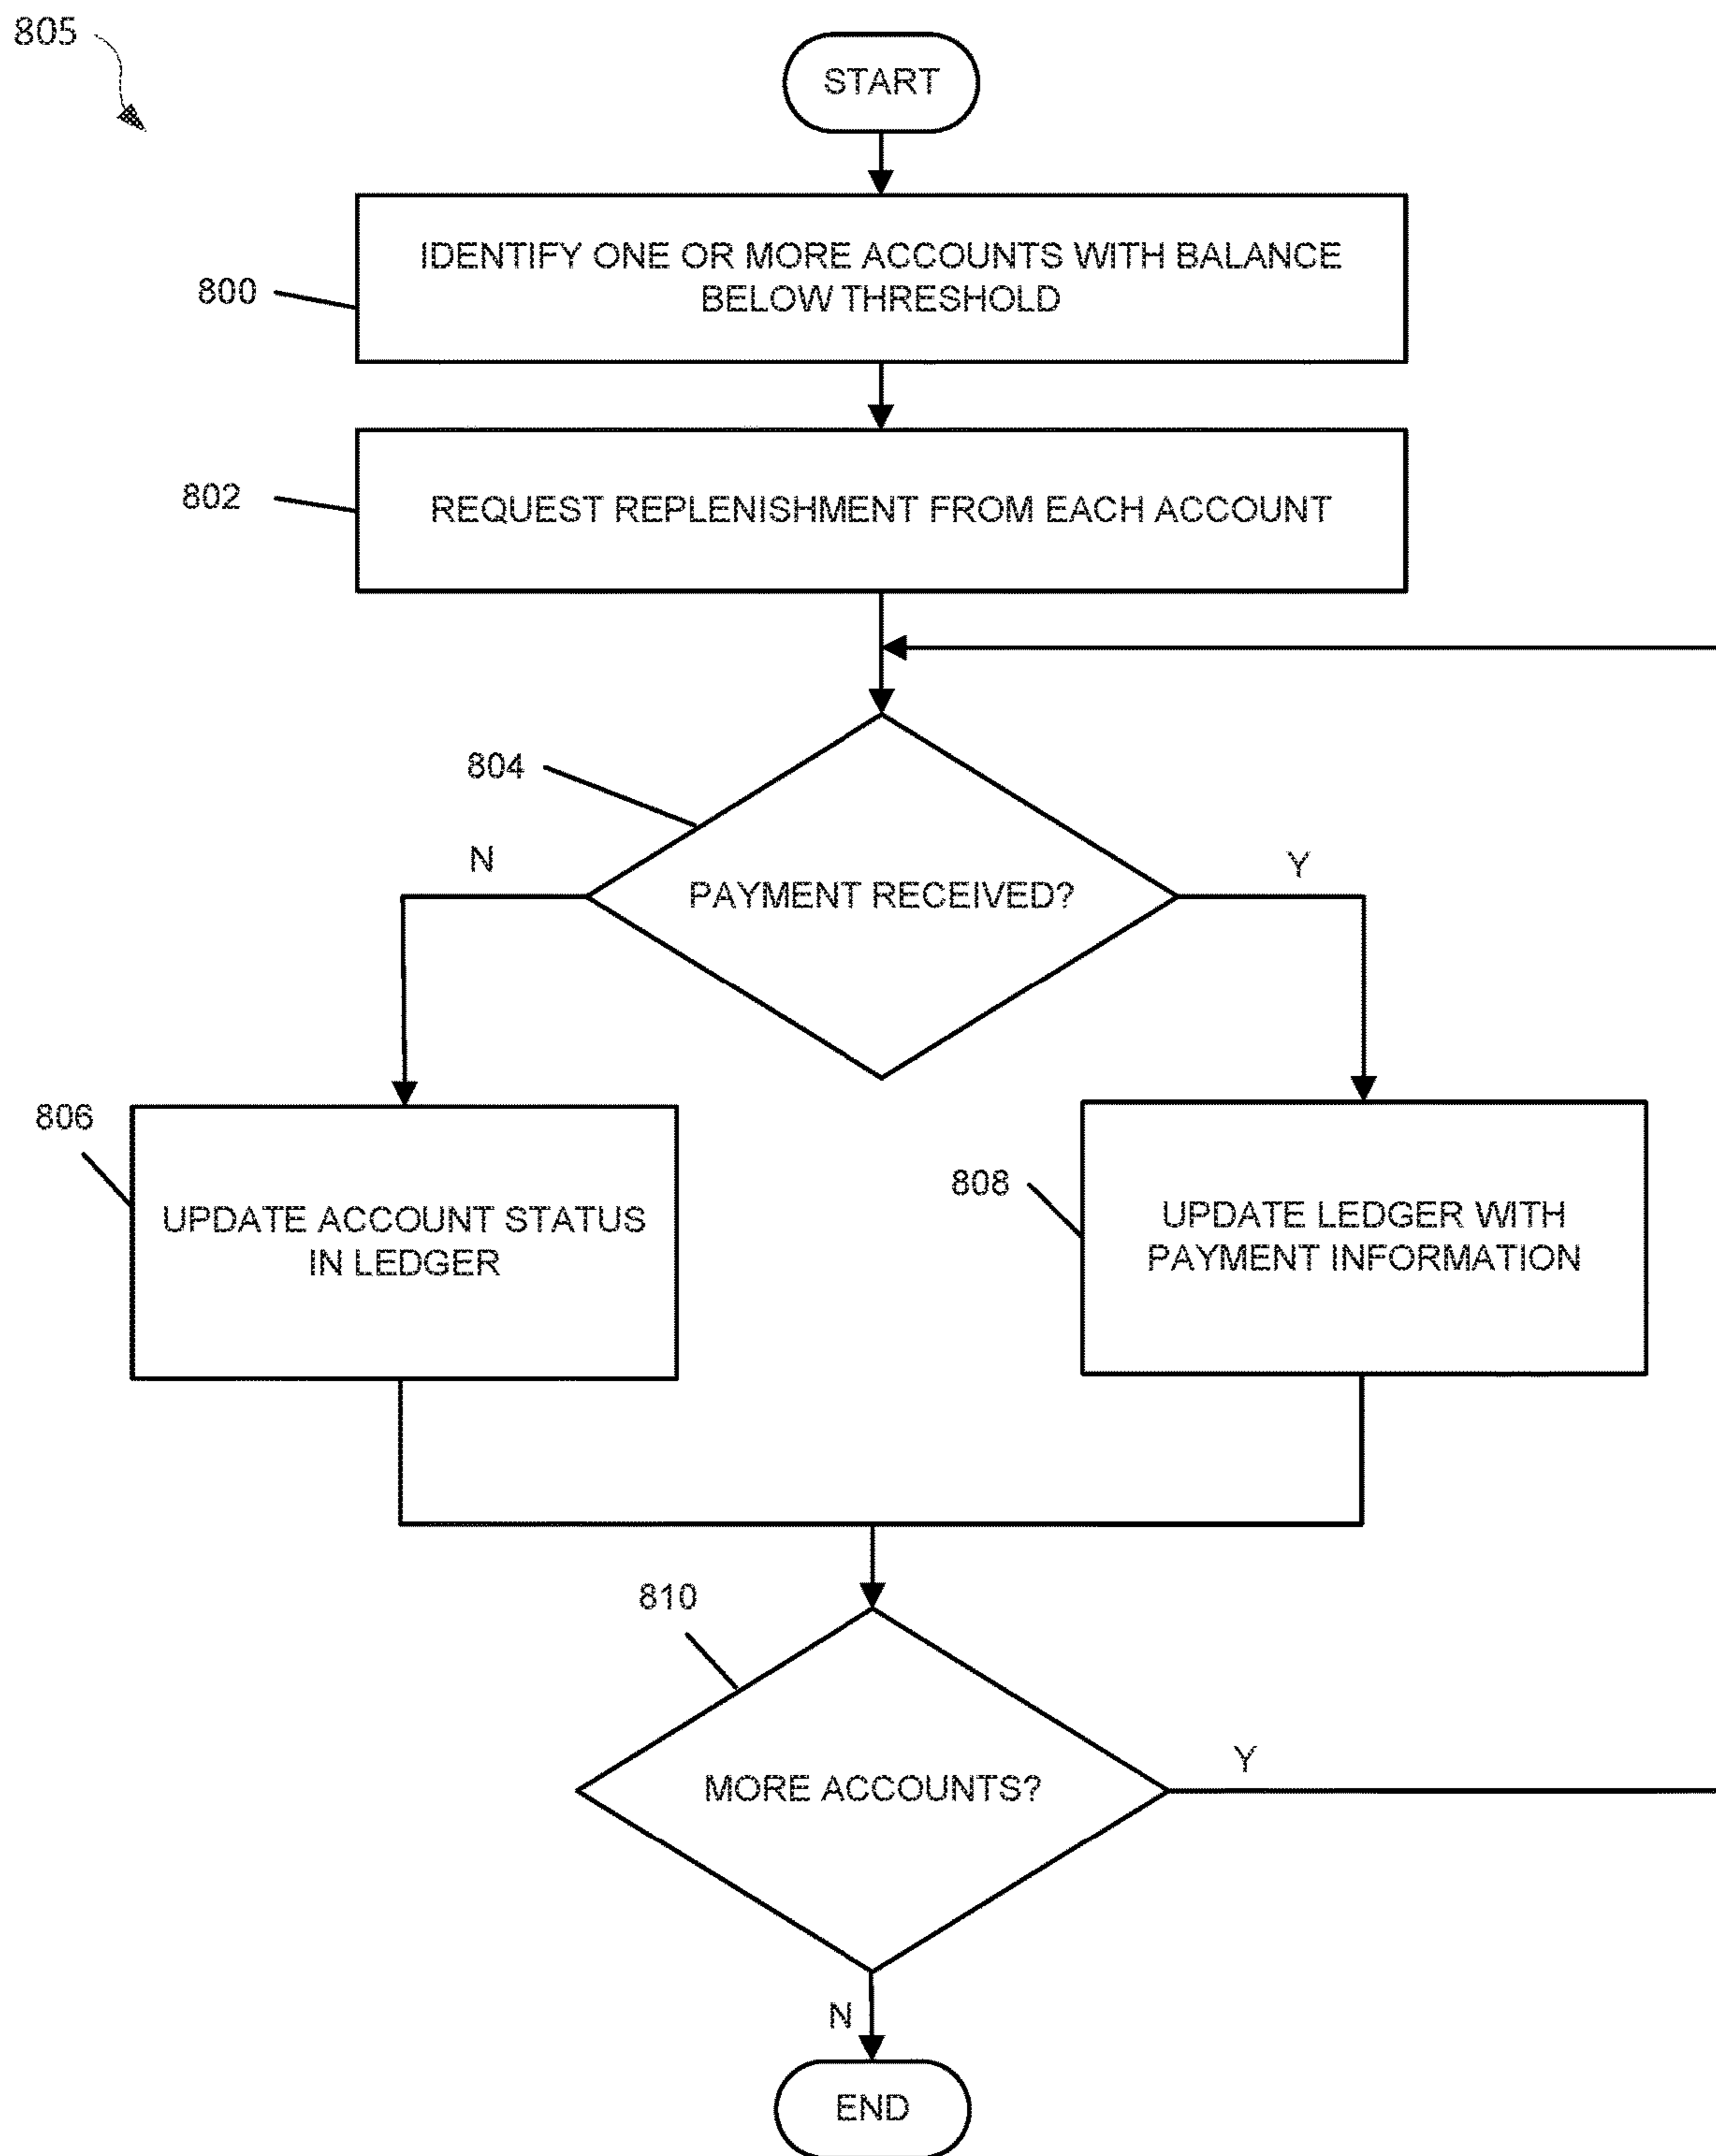 805
START
IDENTIFY ONE OR MORE ACCOUNTS WITH BALANCE
BELOW THRESHOLD
800
802
REQUEST REPLENISHMENT FROM EACH ACCOUNT
804
N
Y
PAYMENT RECEIVED?
806
808
UPDATE ACCOUNT STATUS
IN LEDGER
UPDATE LEDGER WITH
PAYMENT INFORMATION
810
MORE ACCOUNTS?
Y
N
END